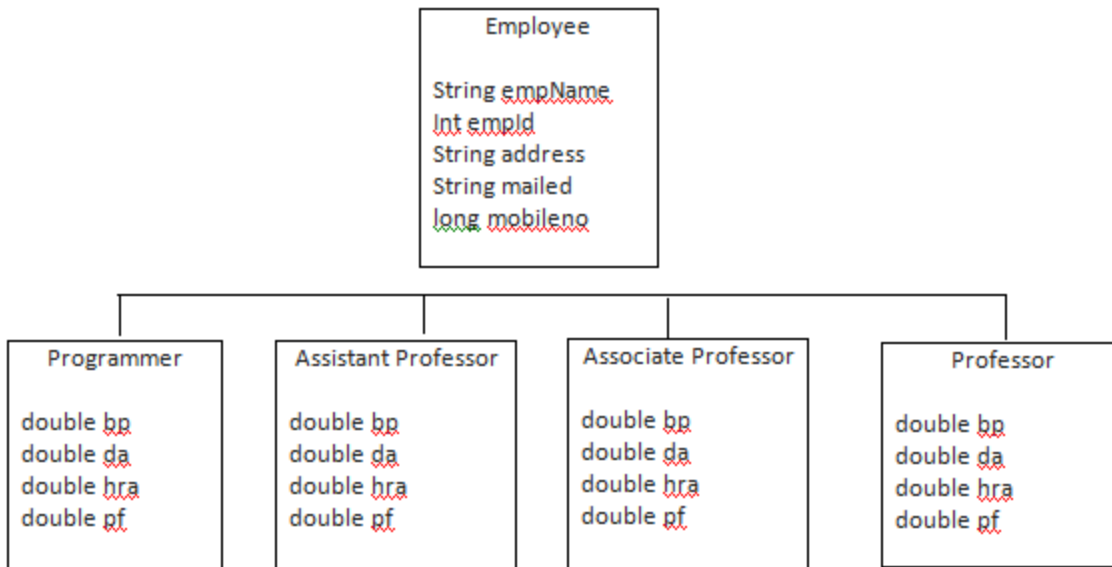 Employee
String empName
Int empId
String address
String mailed
long mobileno
Programmer
double bp
double da
double hra
double pf
Assistant Professor
double bp
double da
double hra
double pf
Associate Professor
double bp
double da
double hra
double pf
Professor
double bp
double da
double hra
double pf